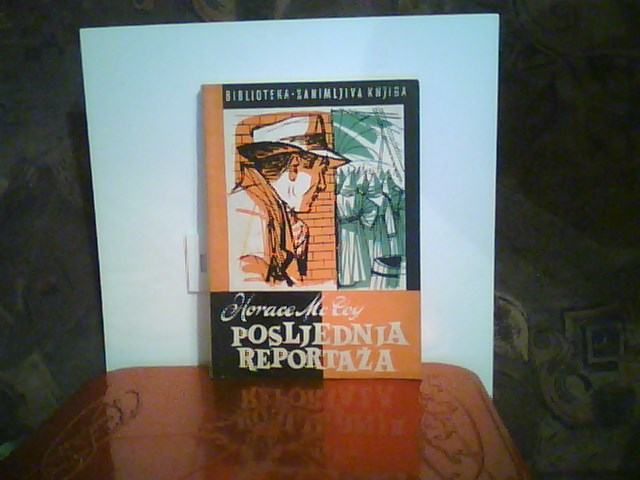 BIBLIOTEKA-ZANIMLJIVA KNJIGA
Horace Mc Coy
POSLJEDNJA
REPORTAŽA